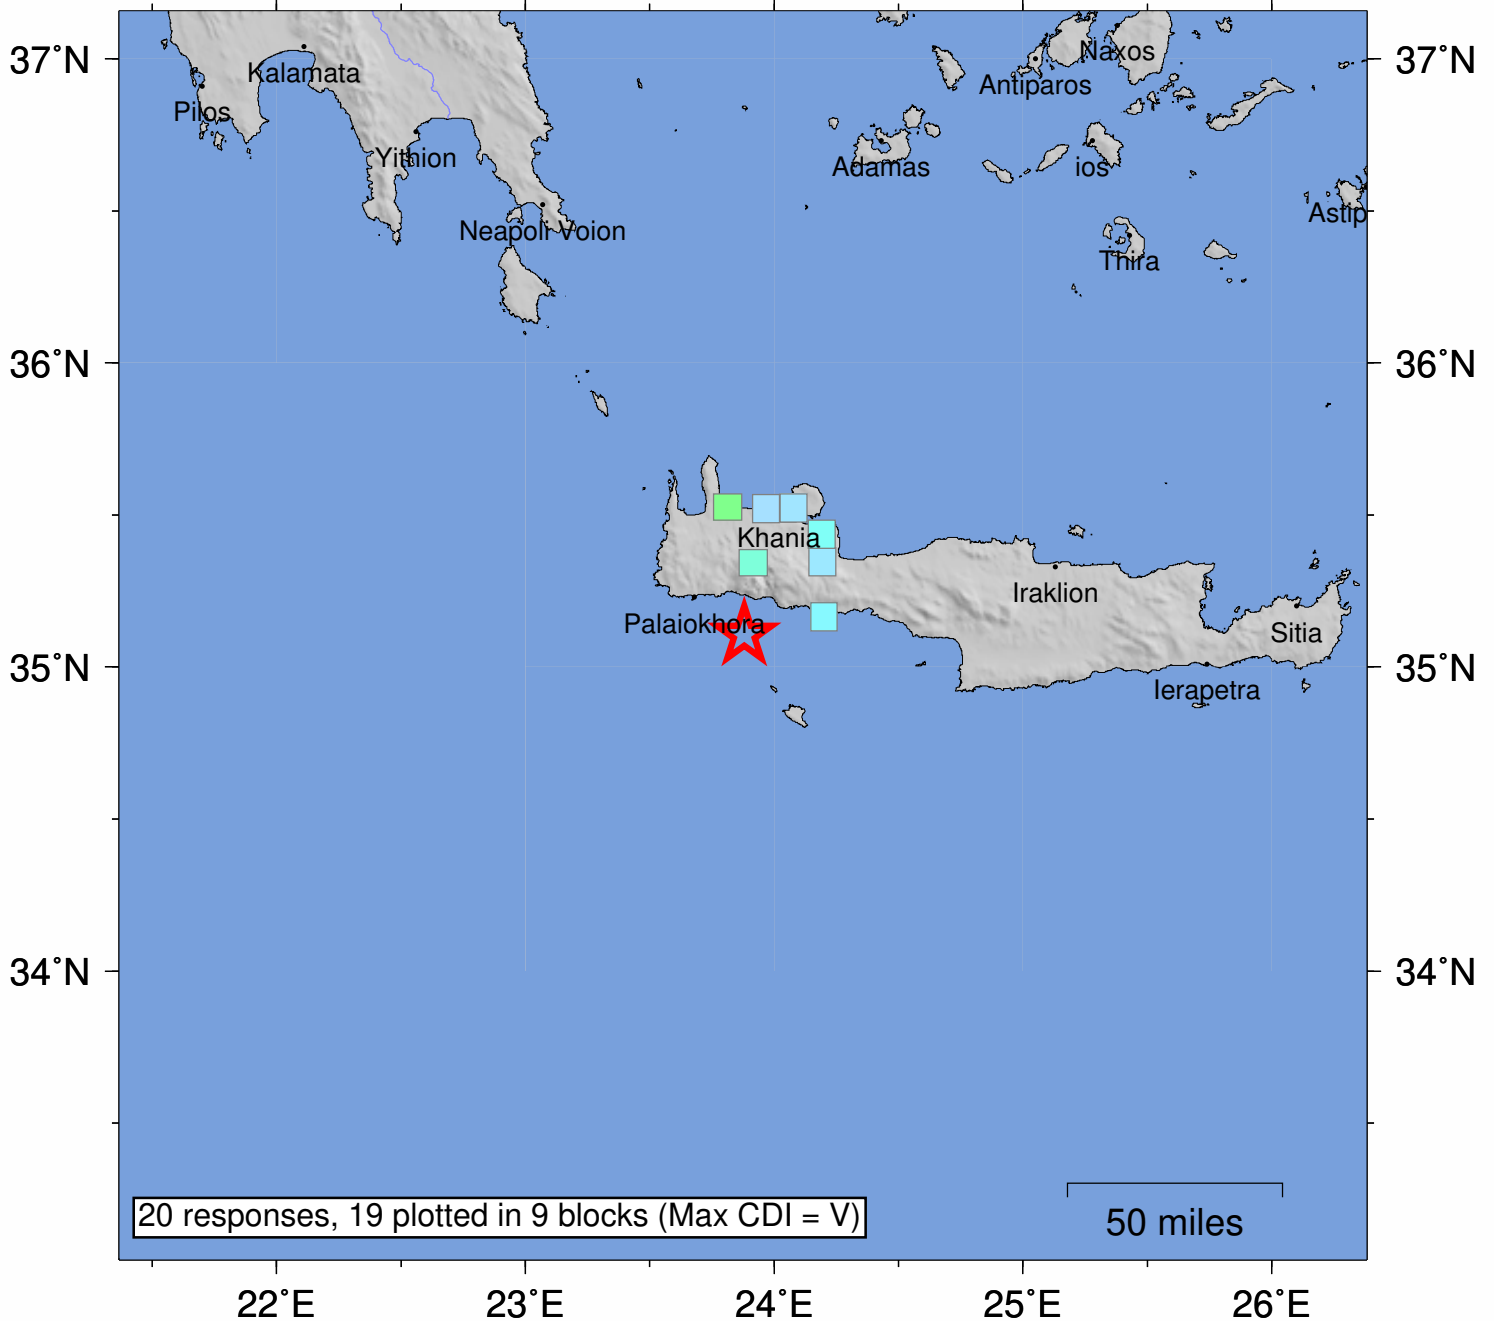 37˚N
37˚N
Naxos
Kalamata
Antiparos
Pilos
Yithion
Adamas
ios
Astip
Neapoli Voion
Thira
36˚N
36˚N
Khania
Iraklion
Palaiokhora
Sitia
35˚N
35˚N
Ierapetra
34˚N
34˚N
20 responses, 19 plotted in 9 blocks (Max CDI = V)
50 miles
22˚E
23˚E
24˚E
25˚E
26˚E